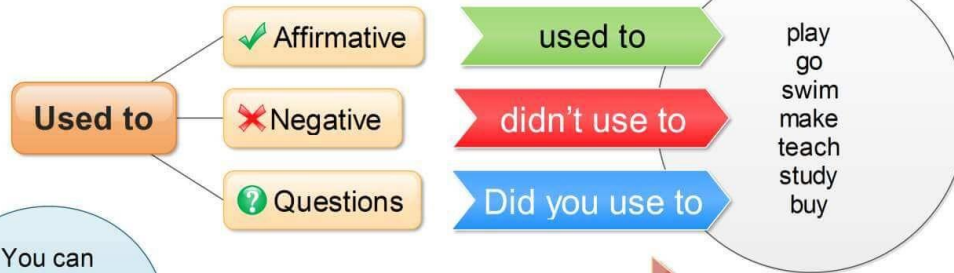 Used to
Affirmative
used to
Negative
didn't use to
Questions
Did you use to
play
go
swim
make
teach
study
buy
You can